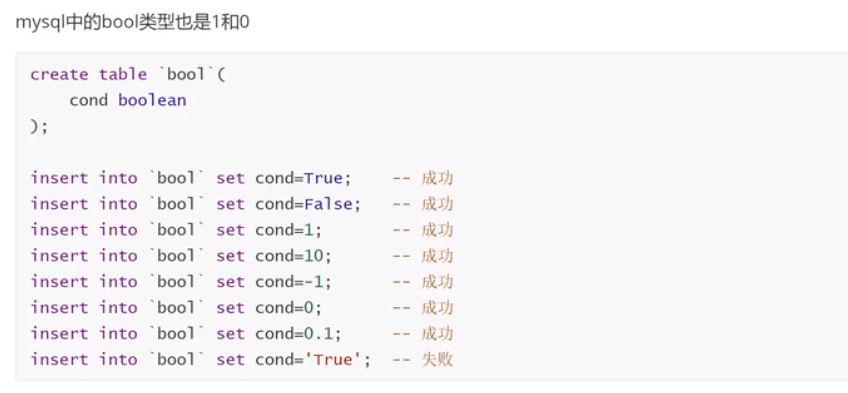 mysql中的bool类型也是1和0
create table `bool`(
    cond boolean
);
insert into `bool` set cond=True;    -- 成功
insert into `bool` set cond=False;   -- 成功
insert into `bool` set cond=1;       -- 成功
insert into `bool` set cond=10;      -- 成功
insert into `bool` set cond=-1;      -- 成功
insert into `bool` set cond=0;       -- 成功
insert into `bool` set cond=0.1;     -- 成功
insert into `bool` set cond='True';  -- 失败